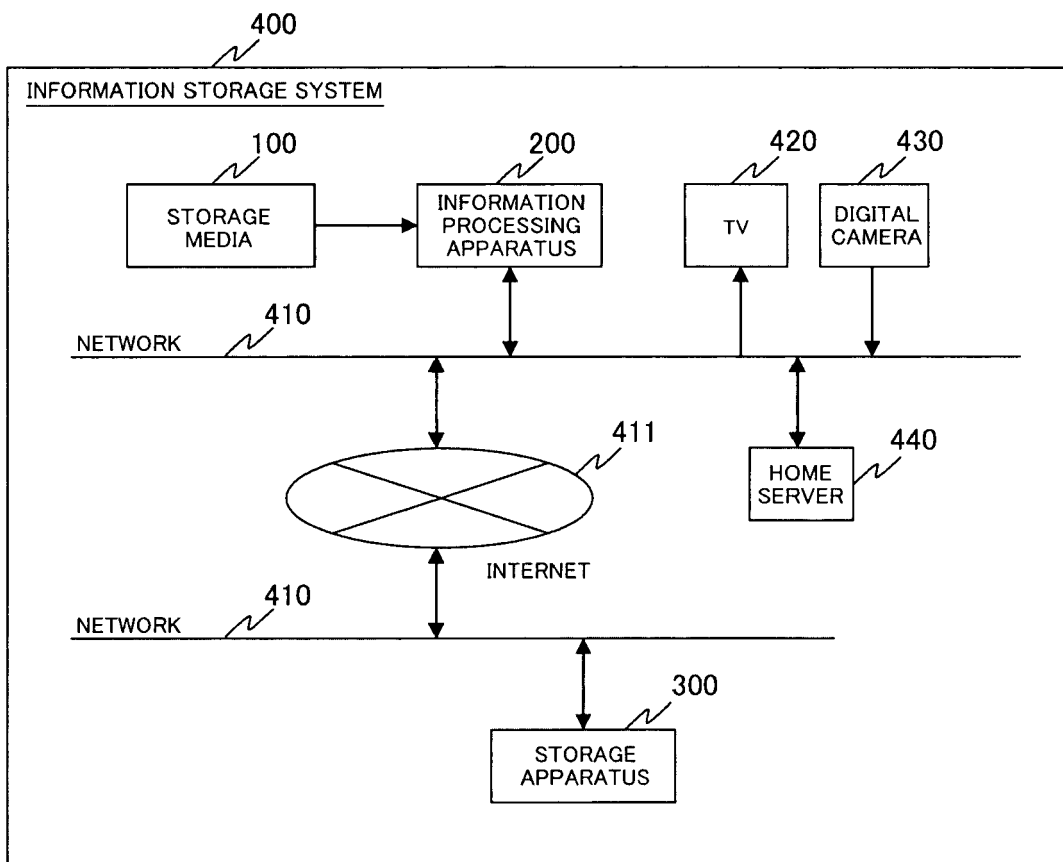 400
INFORMATION STORAGE SYSTEM
100
200
420
430
STORAGE
MEDIA
INFORMATION
PROCESSING
APPARATUS
TV
DIGITAL
CAMERA
NETWORK
410
411
440
HOME
SERVER
INTERNET
NETWORK
410
300
STORAGE
APPARATUS